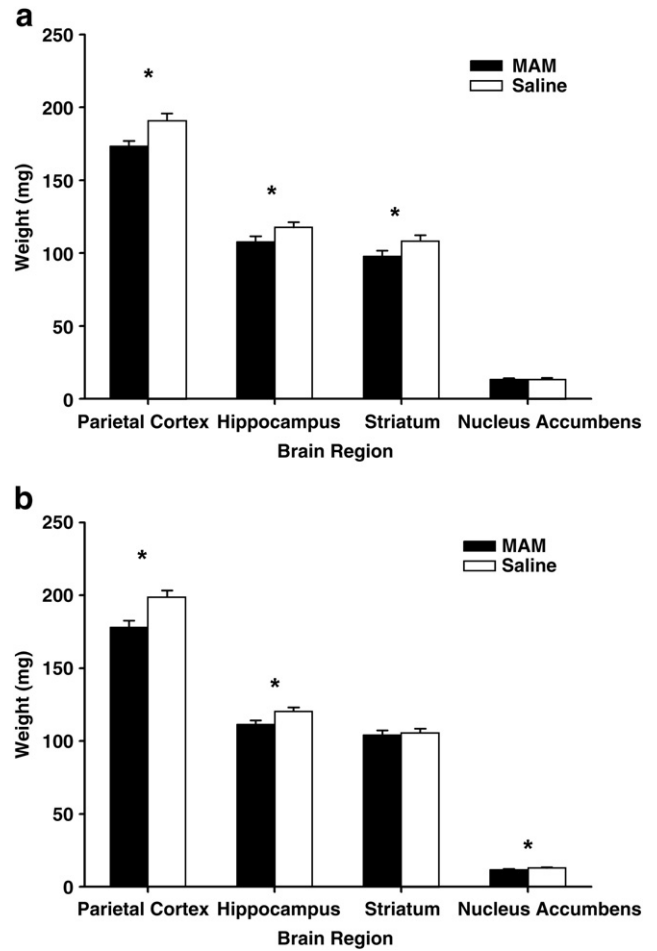 a
250
200
150
100
50
0
Weight (mg)
*
*
*
MAM
Saline
Parietal Cortex Hippocampus Striatum Nucleus Accumbens
Brain Region
b
250
200
150
100
50
0
Weight (mg)
*
*
*
MAM
Saline
Parietal Cortex Hippocampus Striatum Nucleus Accumbens
Brain Region